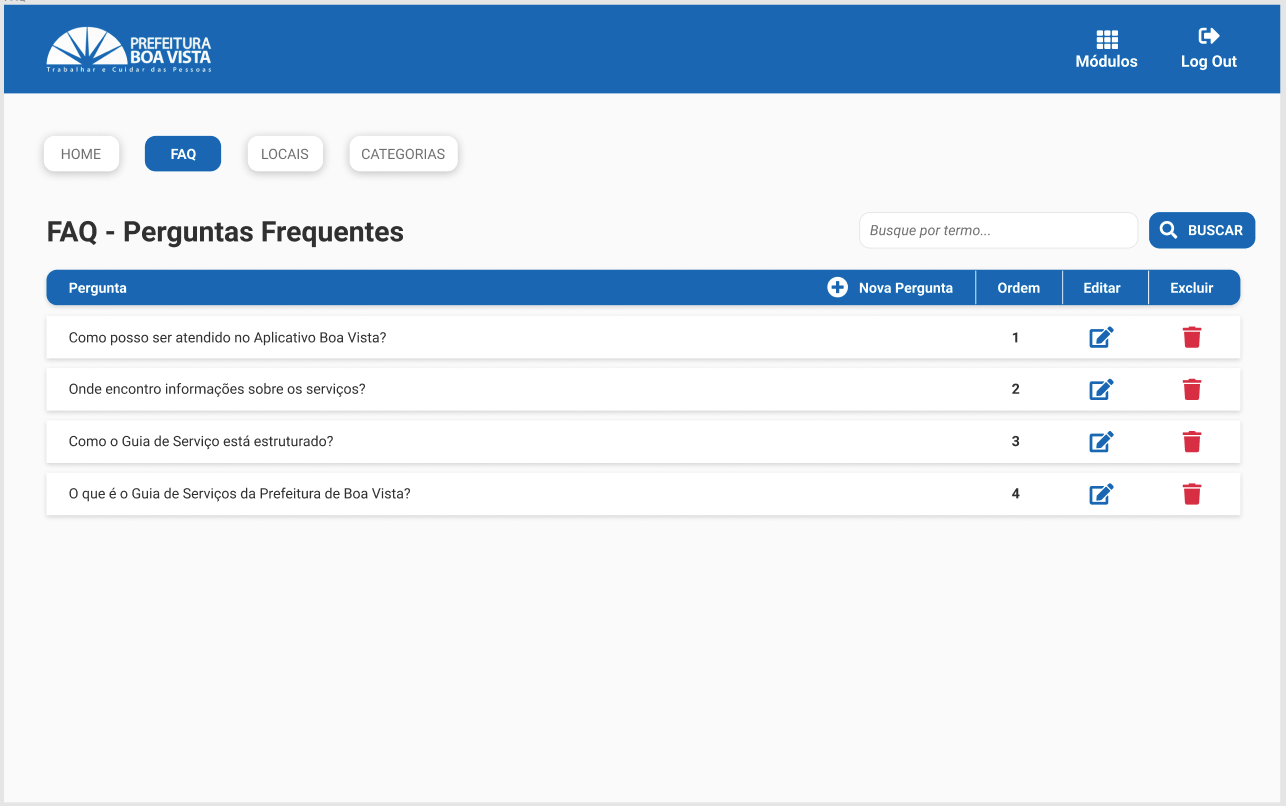 PREFEITURA
BOA VISTA
Trabalhar e Cuidar das Pessoas
Módulos
Log Out
HOME
FAQ
LOCAIS
CATEGORIAS
FAQ - Perguntas Frequentes
Busque por termo...
BUSCAR
Pergunta
Nova Pergunta
Ordem
Editar
Excluir
Como posso ser atendido no Aplicativo Boa Vista?
1
Onde encontro informações sobre os serviços?
2
Como o Guia de Serviço está estruturado?
3
O que é o Guia de Serviços da Prefeitura de Boa Vista?
4